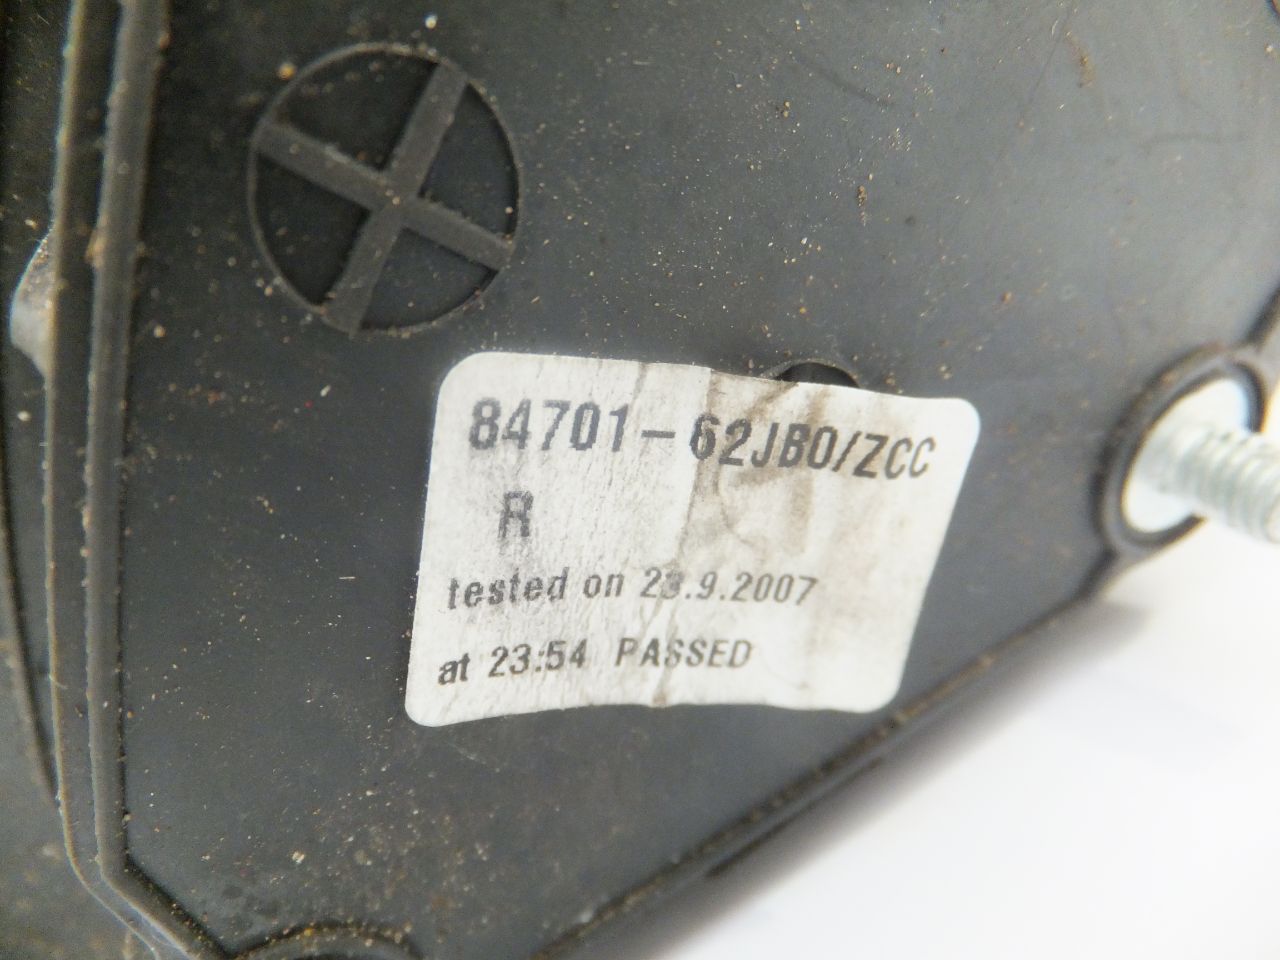 84701-62JB0/ZCC
R
tested on 23.9.2007
at 23:54 PASSED